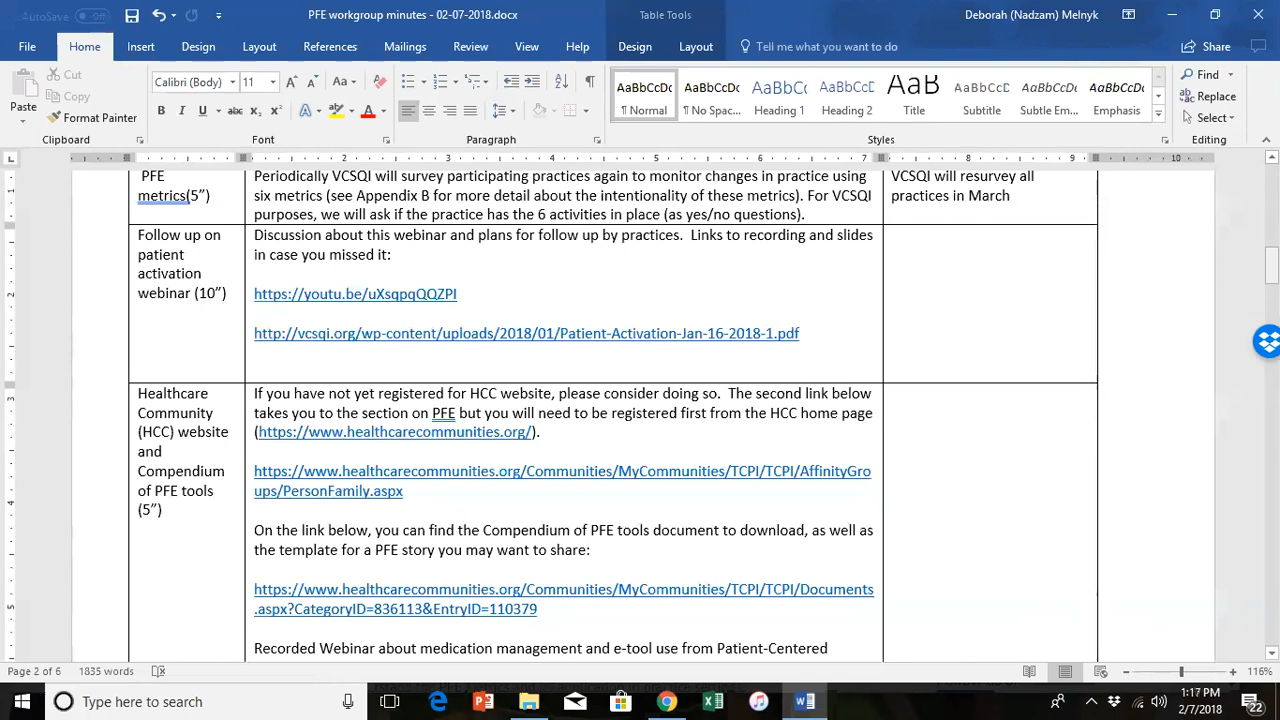 AutoSave Off
PFE workgroup minutes - 02-07-2018.docx
Table Tools
Deborah (Nadzam) Melnyk
File Home Insert Design Layout References Mailings Review View Help Design Layout Tell me what you want to do Share
Paste
Cut
Copy
Format Painter
Calibri (Body) 11
AaBbCcDc AaBbCcDc AaBbC( AaBbCc AaB AaBbCcD AaBbCcDc AaBbCcDc
¶ Normal ¶ No Spac... Heading 1 Heading 2 Title Subtitle Subtle Em... Emphasis
Find
Replace
Select
Clipboard Font Paragraph Styles Editing
1 2 3 4 5 6 7 8 9 10
PFE
metrics(5”)
Periodically VCSQI will survey participating practices again to monitor changes in practice using
six metrics (see Appendix B for more detail about the intentionality of these metrics). For VCSQI
purposes, we will ask if the practice has the 6 activities in place (as yes/no questions).
VCSQI will resurvey all
practices in March
Follow up on
patient
activation
webinar (10”)
Discussion about this webinar and plans for follow up by practices.  Links to recording and slides
in case you missed it:
https://youtu.be/uXsqpqQQZPI
http://vcsqi.org/wp-content/uploads/2018/01/Patient-Activation-Jan-16-2018-1.pdf
Healthcare
Community
(HCC) website
and
Compendium
of PFE tools
(5”)
If you have not yet registered for HCC website, please consider doing so.  The second link below
takes you to the section on PFE but you will need to be registered first from the HCC home page
(https://www.healthcarecommunities.org/).
https://www.healthcarecommunities.org/Communities/MyCommunities/TCPI/TCPI/AffinityGro
ups/PersonFamily.aspx
On the link below, you can find the Compendium of PFE tools document to download, as well as
the template for a PFE story you may want to share:
https://www.healthcarecommunities.org/Communities/MyCommunities/TCPI/TCPI/Documents
.aspx?CategoryID=836113&EntryID=110379
Recorded Webinar about medication management and e-tool use from Patient-Centered
Page 2 of 6 1835 words
116%
Type here to search
1:17 PM
2/7/2018
22